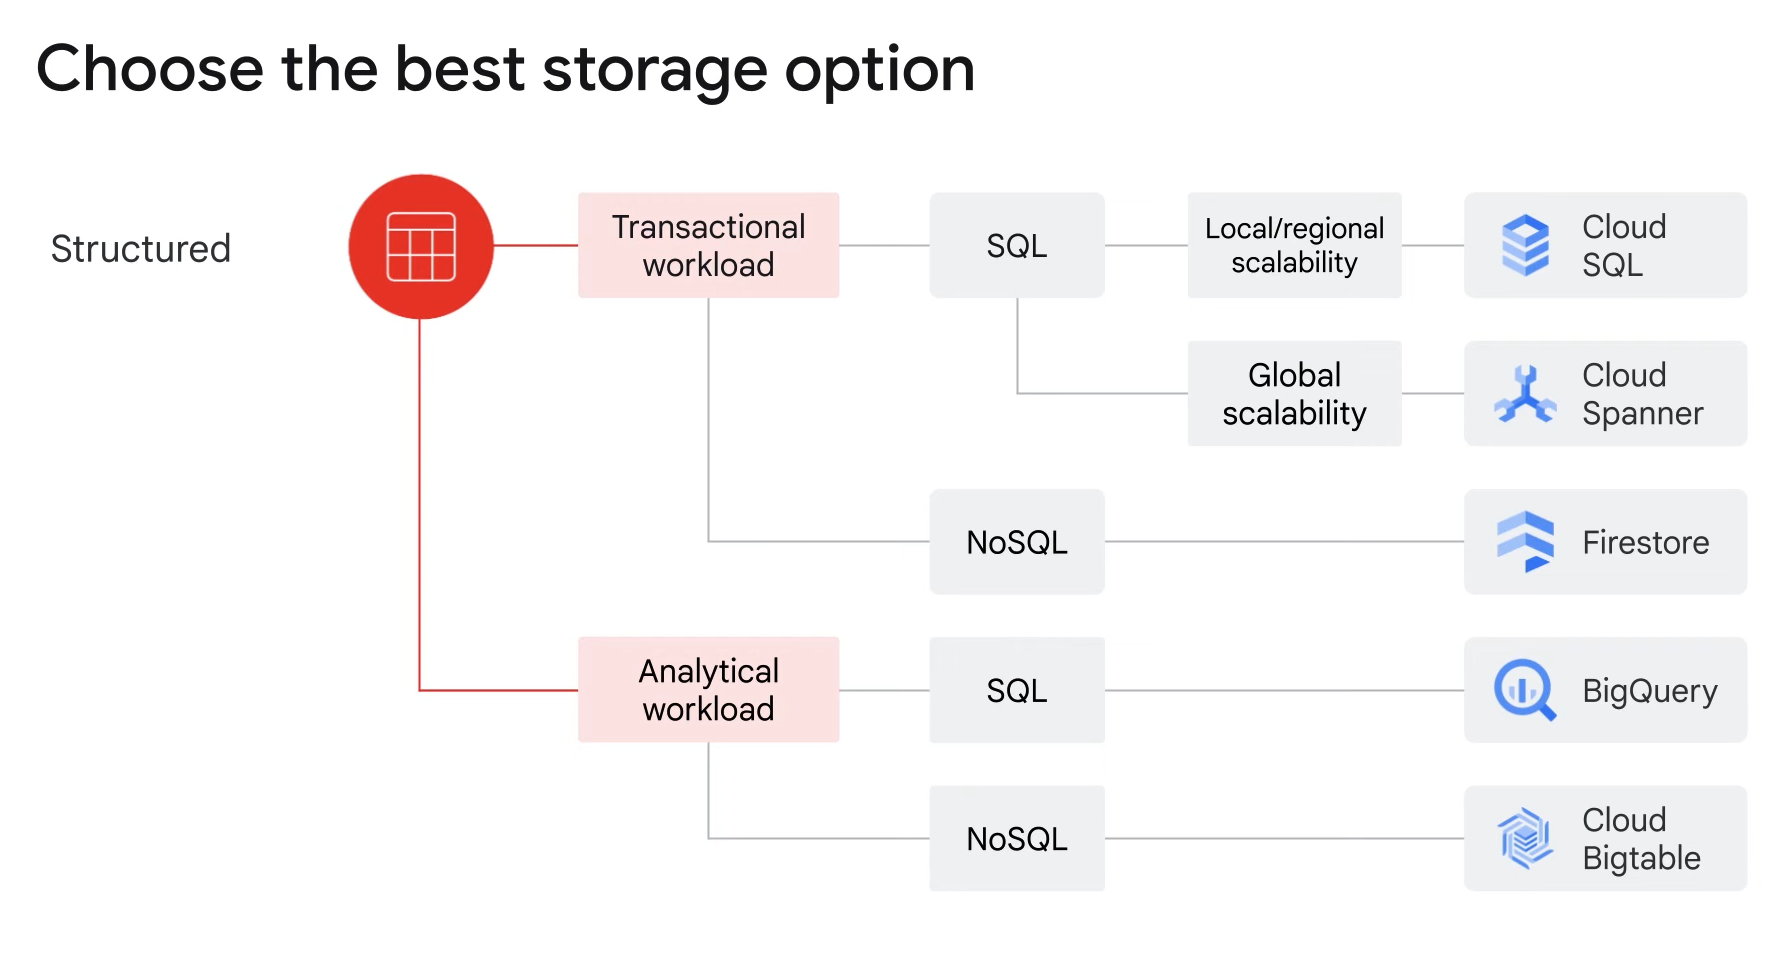 Choose the best storage option
Structured
Transactional
workload
SQL
Local/regional
scalability
Cloud
SQL
Global
scalability
Cloud
Spanner
NoSQL
Firestore
Analytical
workload
SQL
BigQuery
NoSQL
Cloud
Bigtable